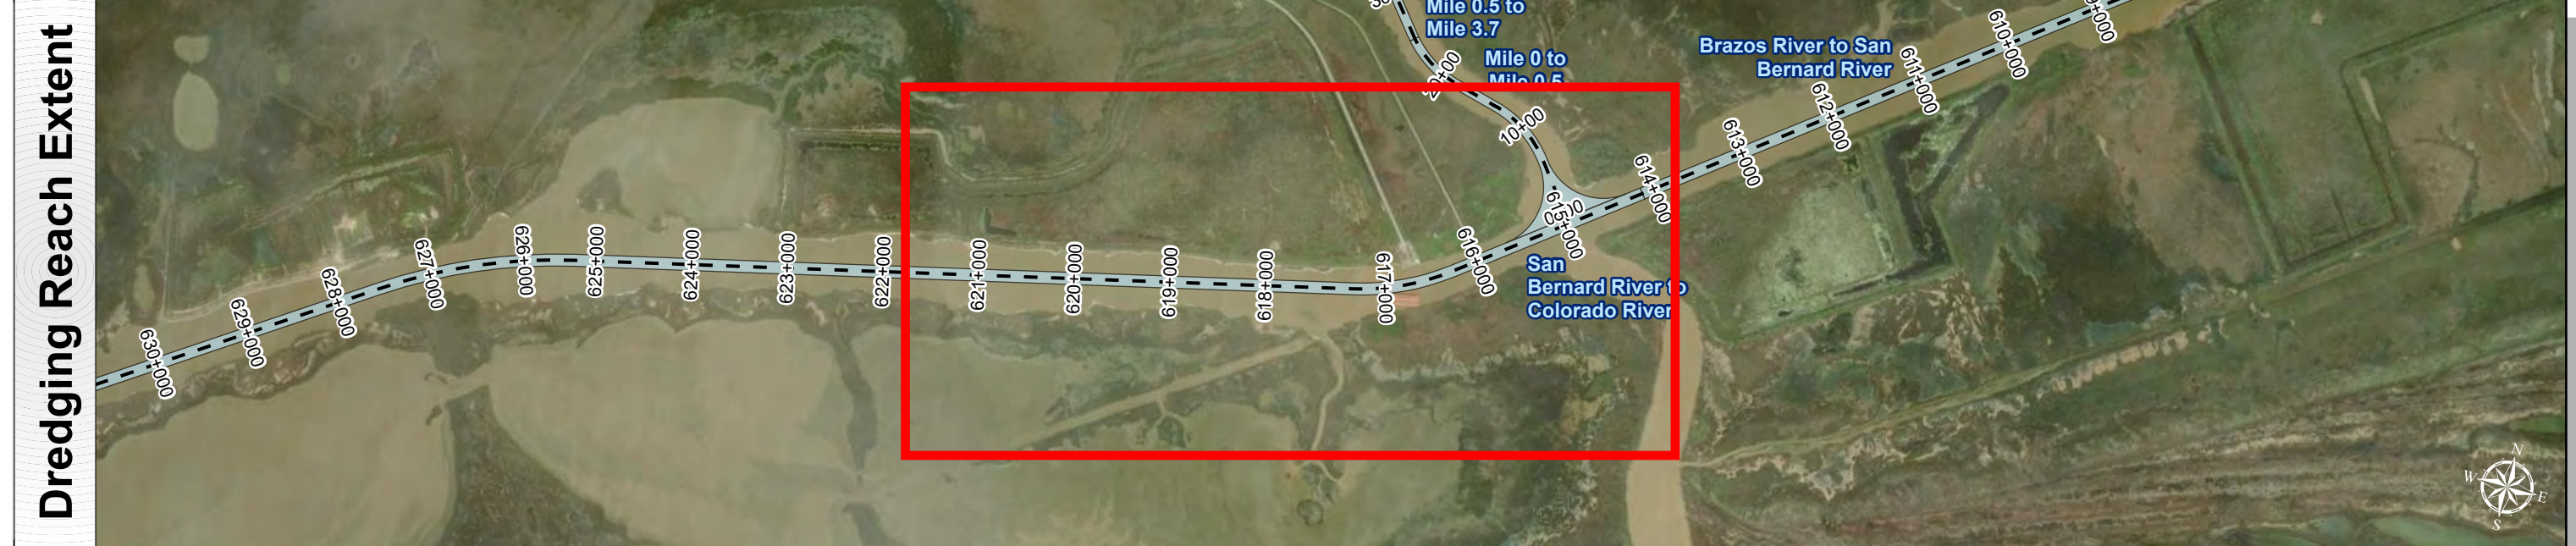 Dredging Reach Extent
Mile 0.5 to
Mile 3.7
Mile 0 to
Mile 0.5
Brazos River to San
Bernard River
San
Bernard River to
Colorado River
10+00
610+000
611+000
612+000
613+000
614+000
615+000
616+000
617+000
618+000
619+000
620+000
621+000
622+000
623+000
624+000
625+000
626+000
627+000
628+000
629+000
630+000
N
W
E
S